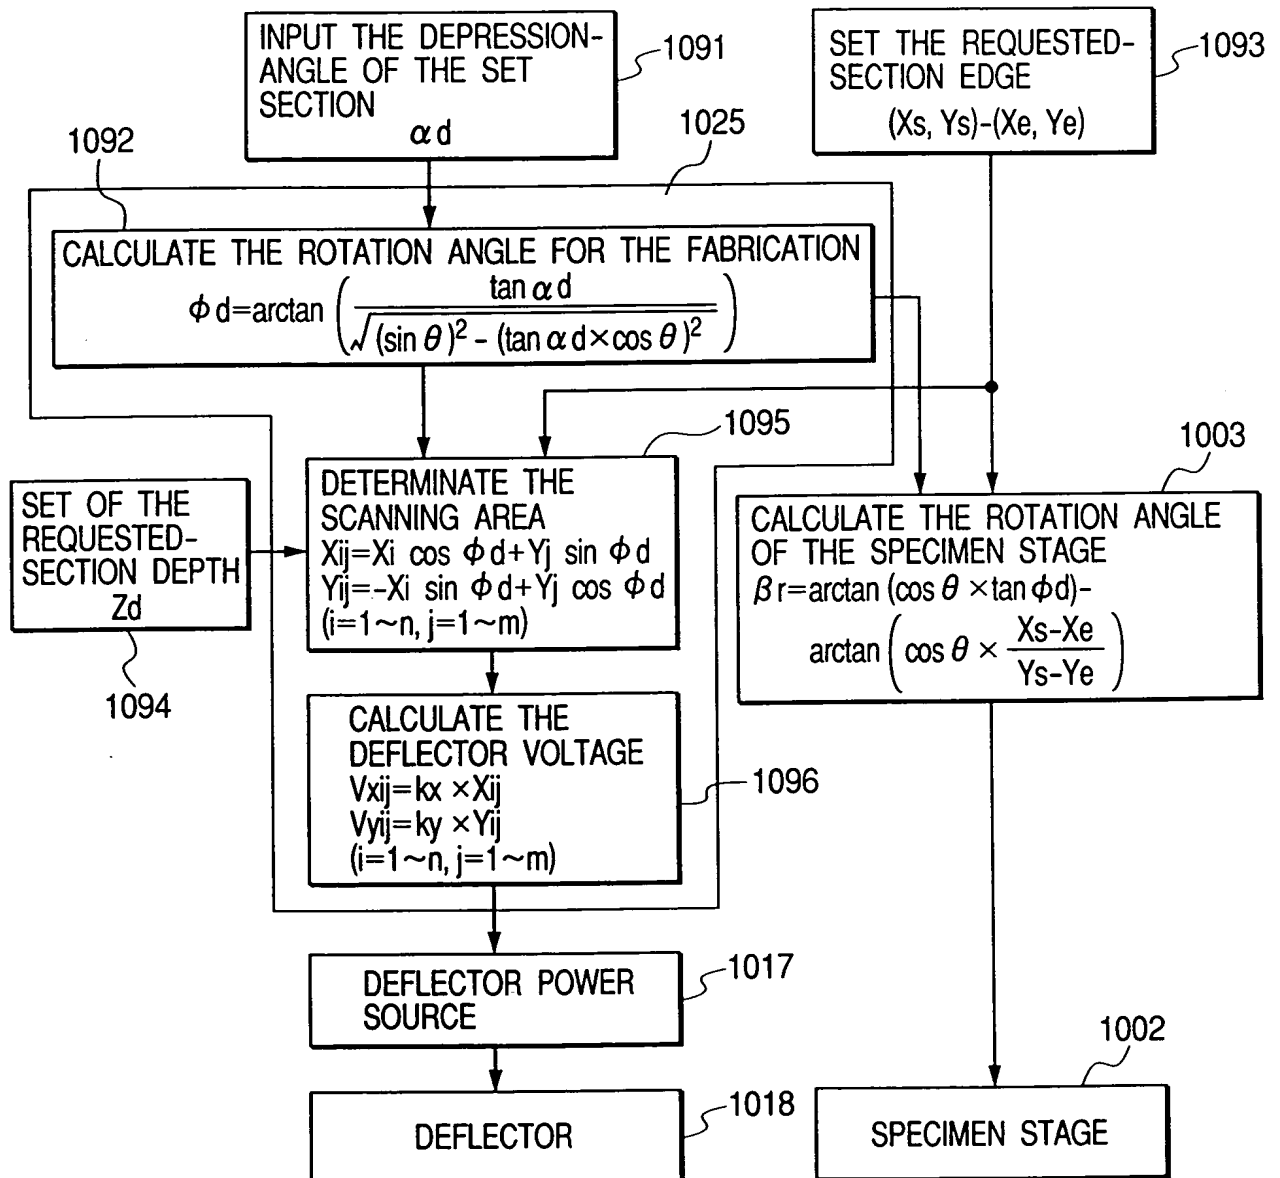 INPUT THE DEPRESSION-
ANGLE OF THE SET
SECTION
αd
1091
SET THE REQUESTED-
SECTION EDGE
(Xs, Ys)-(Xe, Ye)
1093
1092
1025
CALCULATE THE ROTATION ANGLE FOR THE FABRICATION
ϕd=arctan (tan αd / √((sin θ)² - (tan αd×cos θ)²))
1095
DETERMINATE THE
SCANNING AREA
Xij=Xi cos ϕd+Yj sin ϕd
Yij=-Xi sin ϕd+Yj cos ϕd
(i=1~n, j=1~m)
SET OF THE
REQUESTED-
SECTION DEPTH
Zd
1094
1003
CALCULATE THE ROTATION ANGLE
OF THE SPECIMEN STAGE
βr=arctan (cos θ ×tan ϕd)-
arctan (cos θ × (Xs-Xe)/(Ys-Ye))
CALCULATE THE
DEFLECTOR VOLTAGE
Vxij=kx ×Xij
Vyij=ky ×Yij
(i=1~n, j=1~m)
1096
DEFLECTOR POWER
SOURCE
1017
DEFLECTOR
1018
1002
SPECIMEN STAGE